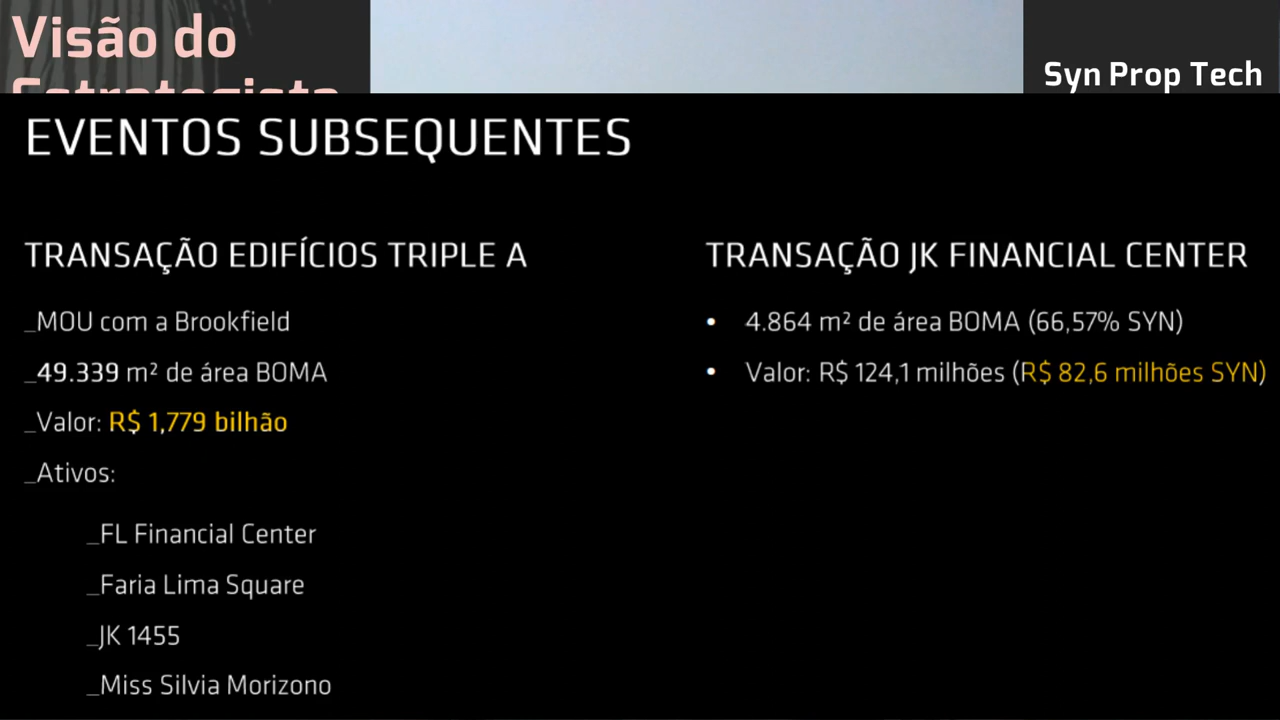 Visão do
Estrategista
Syn Prop Tech
EVENTOS SUBSEQUENTES
TRANSAÇÃO EDIFÍCIOS TRIPLE A
_MOU com a Brookfield
_49.339 m² de área BOMA
_Valor: R$ 1,779 bilhão
_Ativos:
_FL Financial Center
_Faria Lima Square
_JK 1455
_Miss Silvia Morizono
TRANSAÇÃO JK FINANCIAL CENTER
• 4.864 m² de área BOMA (66,57% SYN)
• Valor: R$ 124,1 milhões (R$ 82,6 milhões SYN)